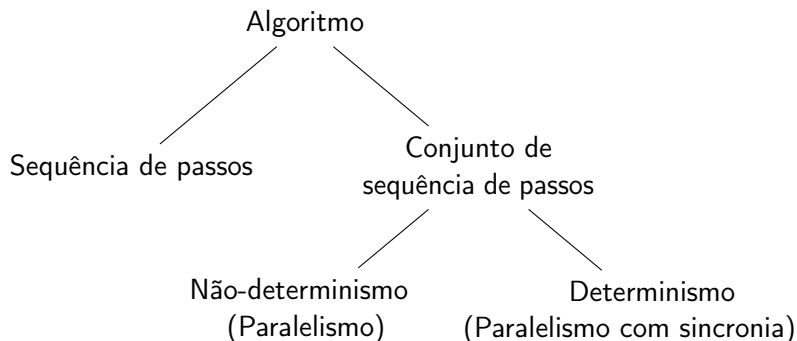 Algoritmo
Sequência de passos
Conjunto de
sequência de passos
Não-determinismo
(Paralelismo)
Determinismo
(Paralelismo com sincronia)